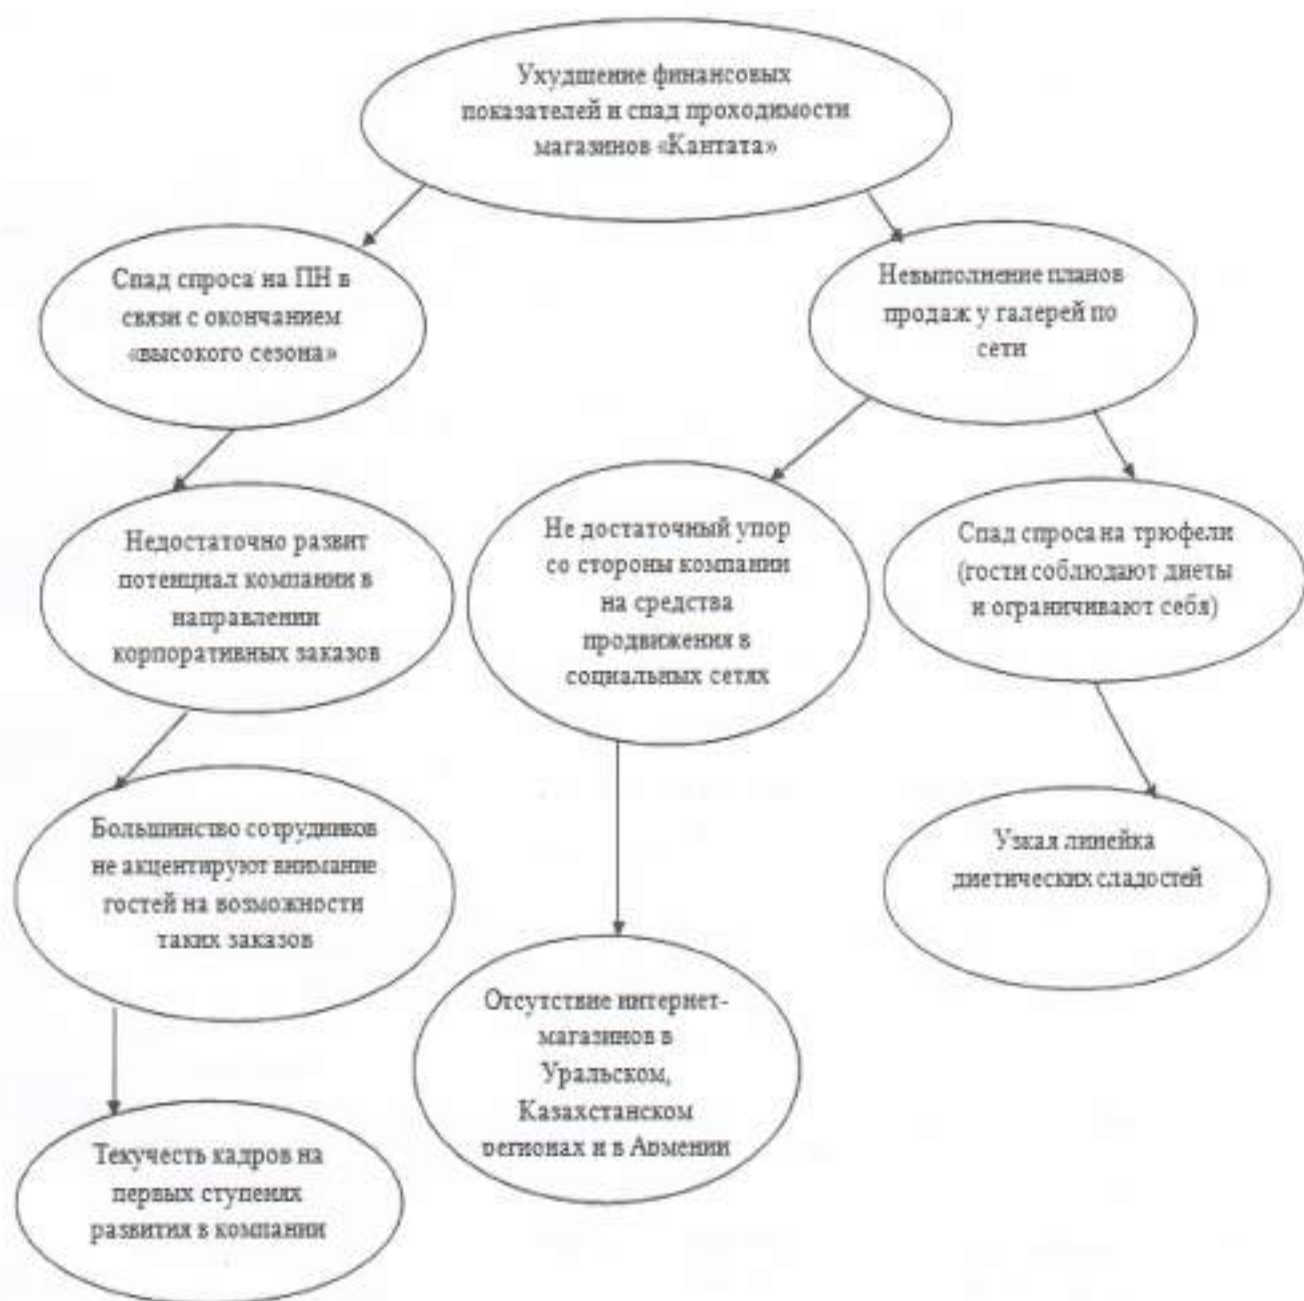 Ухудшение финансовых
показателей и спад проходимости
магазинов «Кантата»
Спад спроса на ПН в
связи с окончанием
«высокого сезона»
Невыполнение планов
продаж у галерей по
сети
Недостаточно развит
потенциал компании в
направлении
корпоративных заказов
Не достаточный упор
со стороны компании
на средства
продвижения в
социальных сетях
Спад спроса на трюфели
(гости соблюдают диеты
и ограничивают себя)
Большинство сотрудников
не акцентируют внимание
гостей на возможности
таких заказов
Узкая линейка
диетических сладостей
Отсутствие интернет-
магазинов в
Уральском,
Казахстанском
регионах и в Армении
Текучесть кадров на
первых ступенях
развития в компании